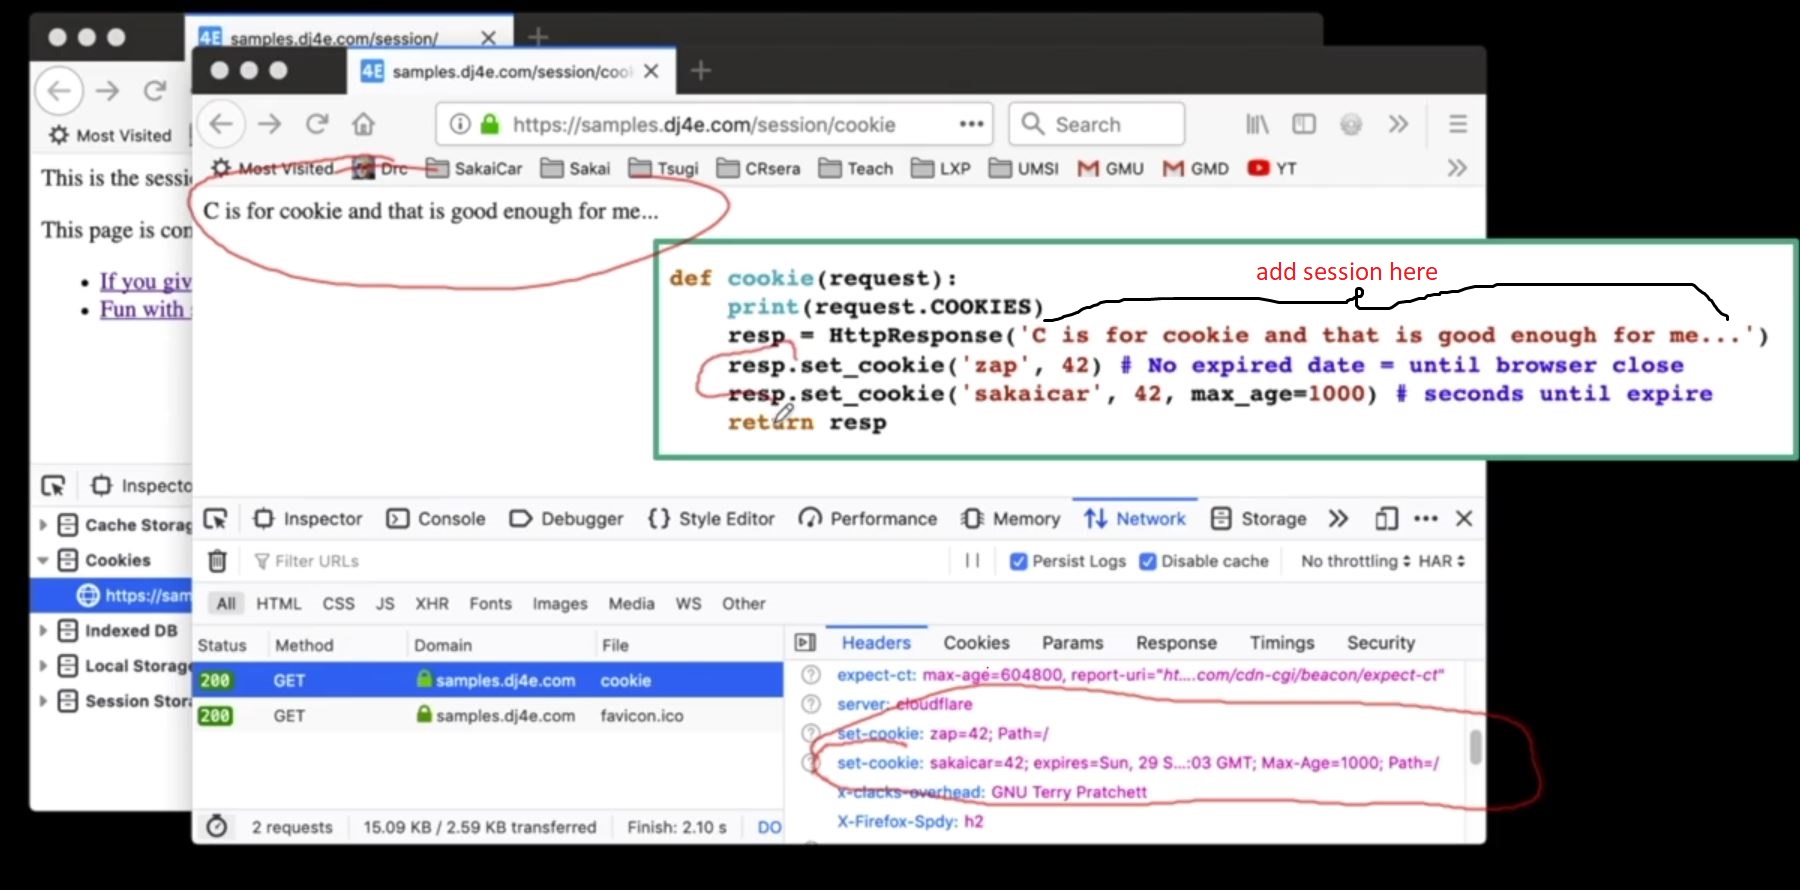 4E samples.dj4e.com/session/
4E samples.dj4e.com/session/coo
https://samples.dj4e.com/session/cookie
Search
Most Visited
Most Visited Drc SakaiCar Sakai Tsugi CRsera Teach LXP UMSI GMU GMD YT
This is the sessi
This page is con
If you giv
Fun with
C is for cookie and that is good enough for me...
add session here
def cookie(request):
print(request.COOKIES)
resp = HttpResponse('C is for cookie and that is good enough for me...')
resp.set_cookie('zap', 42) # No expired date = until browser close
resp.set_cookie('sakaicar', 42, max_age=1000) # seconds until expire
return resp
Inspecto
Cache Storag
Cookies
https://sam
Indexed DB
Local Storage
Session Stora
Inspector Console Debugger {} Style Editor Performance Memory Network Storage
Filter URLs
Persist Logs Disable cache No throttling HAR
All HTML CSS JS XHR Fonts Images Media WS Other
Status Method Domain File
200 GET samples.dj4e.com cookie
200 GET samples.dj4e.com favicon.ico
Headers Cookies Params Response Timings Security
expect-ct: max-age=604800, report-uri="ht....com/cdn-cgi/beacon/expect-ct"
server: cloudflare
set-cookie: zap=42; Path=/
set-cookie: sakaicar=42; expires=Sun, 29 S...:03 GMT; Max-Age=1000; Path=/
x-clacks-overhead: GNU Terry Pratchett
X-Firefox-Spdy: h2
2 requests 15.09 KB / 2.59 KB transferred Finish: 2.10 s DO